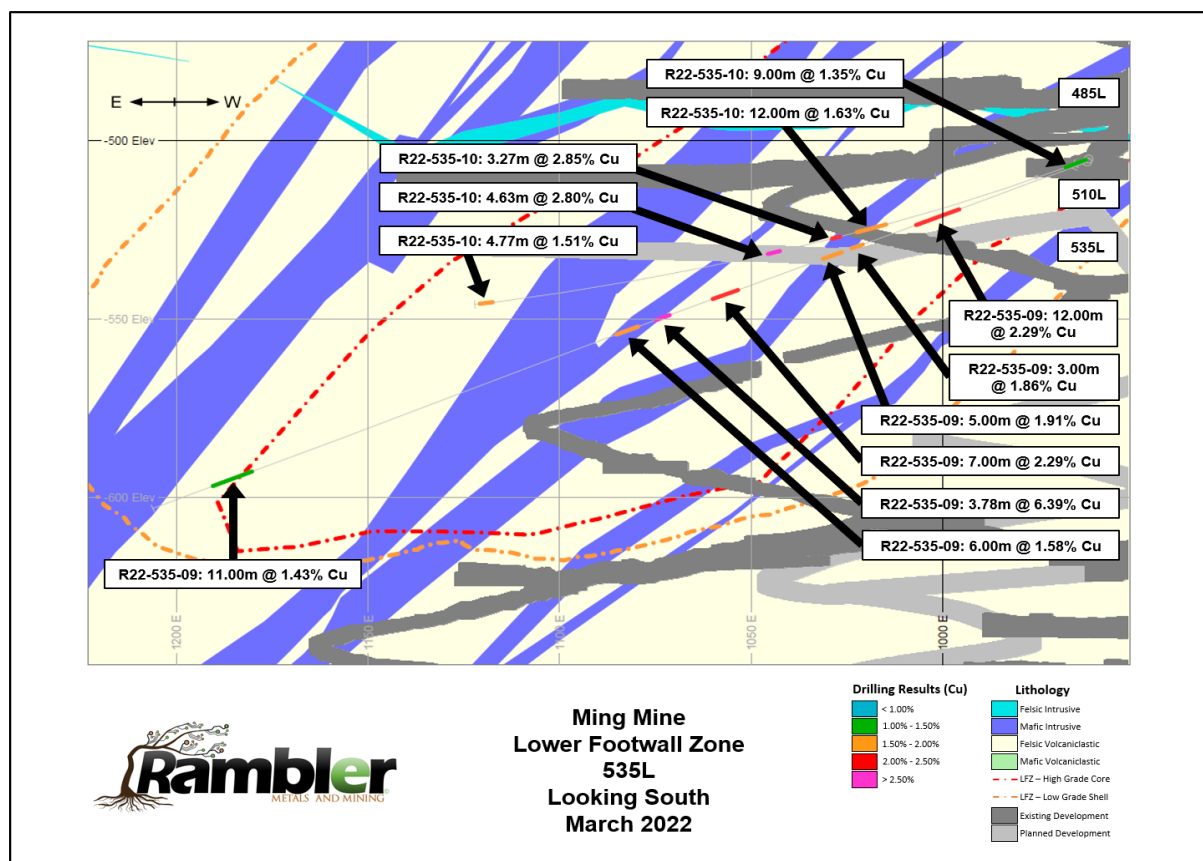 R22-535-10: 9.00m @ 1.35% Cu
485L
E W
R22-535-10: 12.00m @ 1.63% Cu
-500 Elev
R22-535-10: 3.27m @ 2.85% Cu
R22-535-10: 4.63m @ 2.80% Cu
510L
R22-535-10: 4.77m @ 1.51% Cu
535L
-550 Elev
R22-535-09: 12.00m
@ 2.29% Cu
R22-535-09: 3.00m
@ 1.86% Cu
R22-535-09: 5.00m @ 1.91% Cu
R22-535-09: 7.00m @ 2.29% Cu
-600 Elev
R22-535-09: 3.78m @ 6.39% Cu
R22-535-09: 6.00m @ 1.58% Cu
R22-535-09: 11.00m @ 1.43% Cu
1200 E
1150 E
1100 E
1050 E
1000 E
Rambler
METALS AND MINING
Ming Mine
Lower Footwall Zone
535L
Looking South
March 2022
Drilling Results (Cu)
< 1.00%
1.00% - 1.50%
1.50% - 2.00%
2.00% - 2.50%
> 2.50%
Lithology
Felsic Intrusive
Mafic Intrusive
Felsic Volcaniclastic
Mafic Volcaniclastic
LFZ – High Grade Core
LFZ – Low Grade Shell
Existing Development
Planned Development